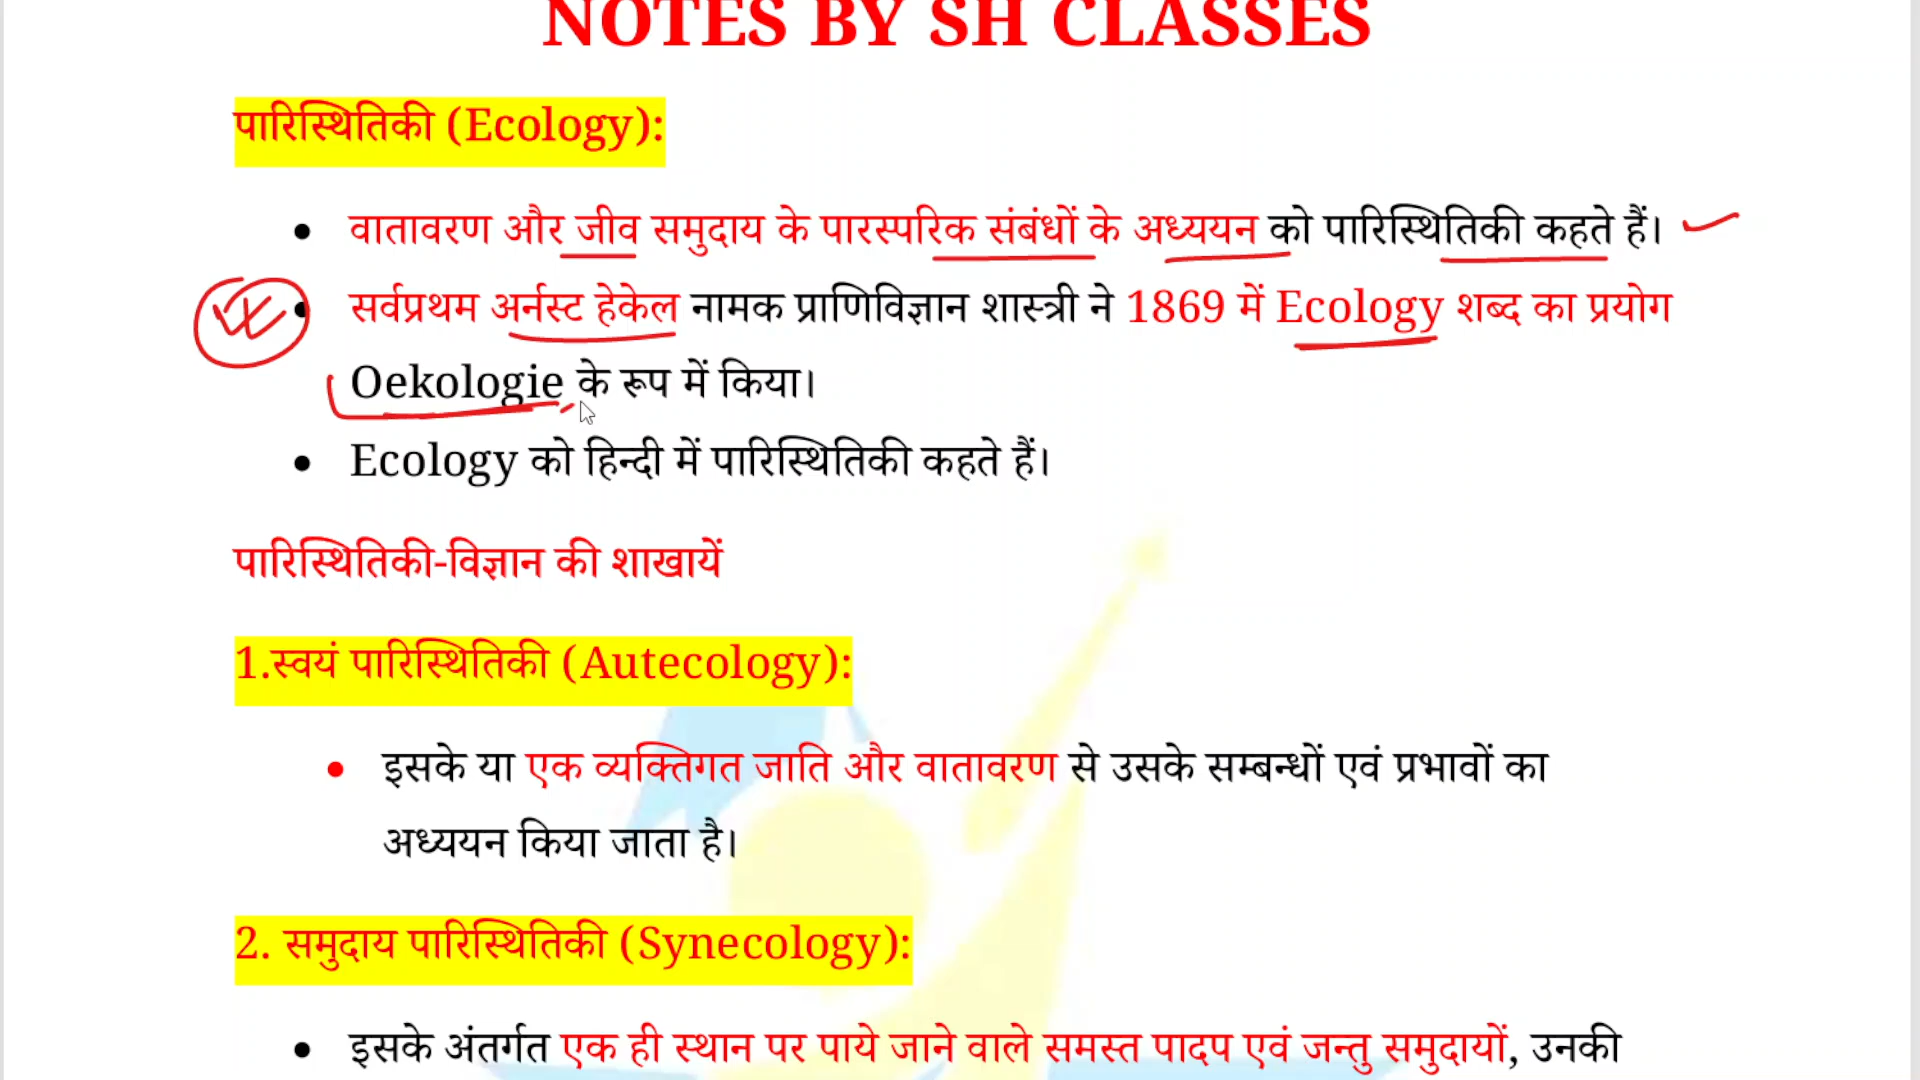 NOTES BY SH CLASSES
पारिस्थितिकी (Ecology):
वातावरण और जीव समुदाय के पारस्परिक संबंधों के अध्ययन को पारिस्थितिकी कहते हैं।
सर्वप्रथम अर्नस्ट हेकेल नामक प्राणिविज्ञान शास्त्री ने 1869 में Ecology शब्द का प्रयोग
Oekologie के रूप में किया।
Ecology को हिन्दी में पारिस्थितिकी कहते हैं।
पारिस्थितिकी-विज्ञान की शाखायें
1.स्वयं पारिस्थितिकी (Autecology):
इसके या एक व्यक्तिगत जाति और वातावरण से उसके सम्बन्धों एवं प्रभावों का
अध्ययन किया जाता है।
2. समुदाय पारिस्थितिकी (Synecology):
इसके अंतर्गत एक ही स्थान पर पाये जाने वाले समस्त पादप एवं जन्तु समुदायों, उनकी